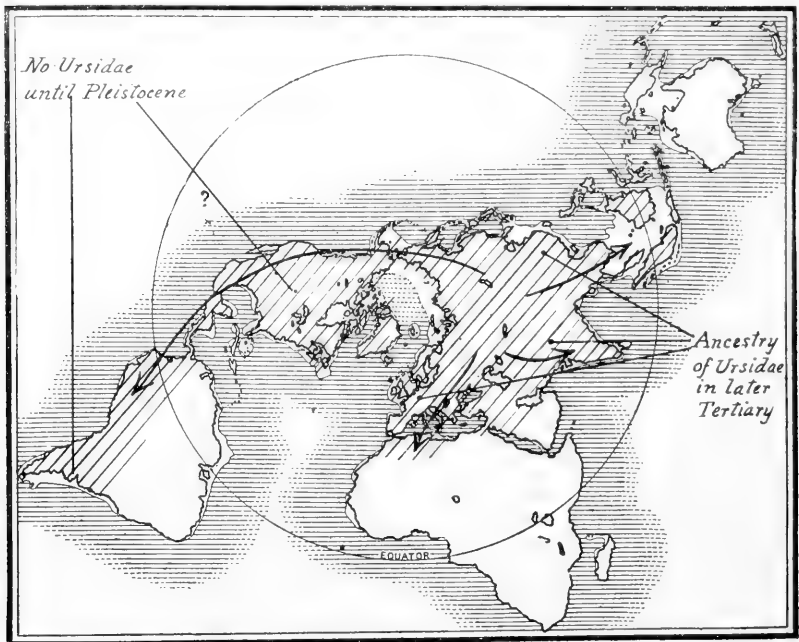 No Ursidae
until Pleistocene
?
Ancestry
of Ursidae
in later
Tertiary
EQUATOR